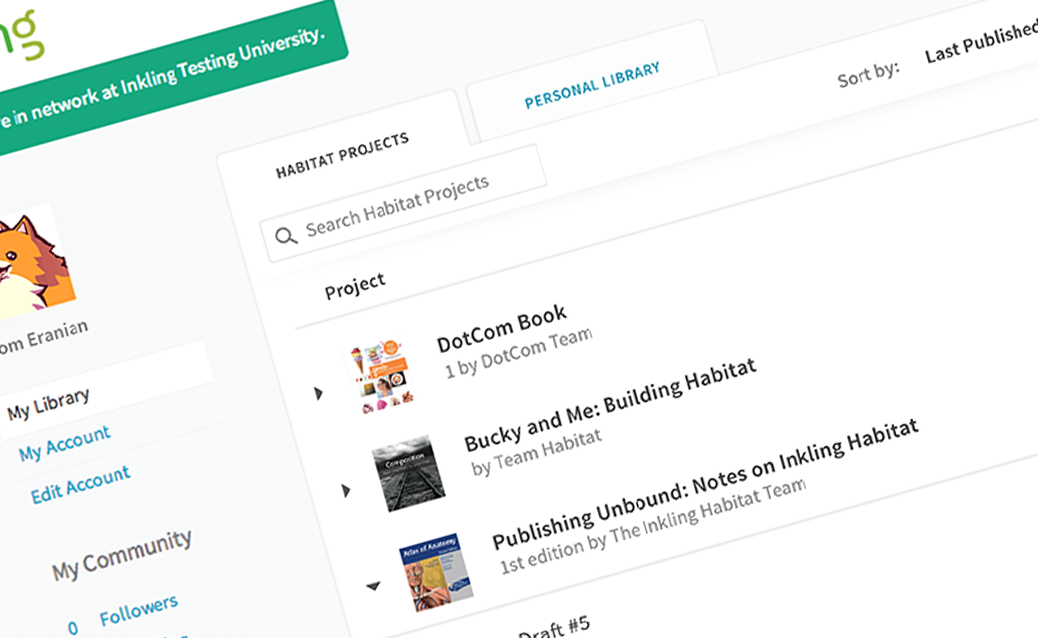 ng
e in network at Inkling Testing University.
PERSONAL LIBRARY
Sort by: Last Published
HABITAT PROJECTS
Search Habitat Projects
Project
om Eranian
My Library
My Account
Edit Account
My Community
0 Followers
DotCom Book
1 by DotCom Team
Composition
Bucky and Me: Building Habitat
by Team Habitat
Atlas of Anatomy
Publishing Unbound: Notes on Inkling Habitat
1st edition by The Inkling Habitat Team
Draft #5